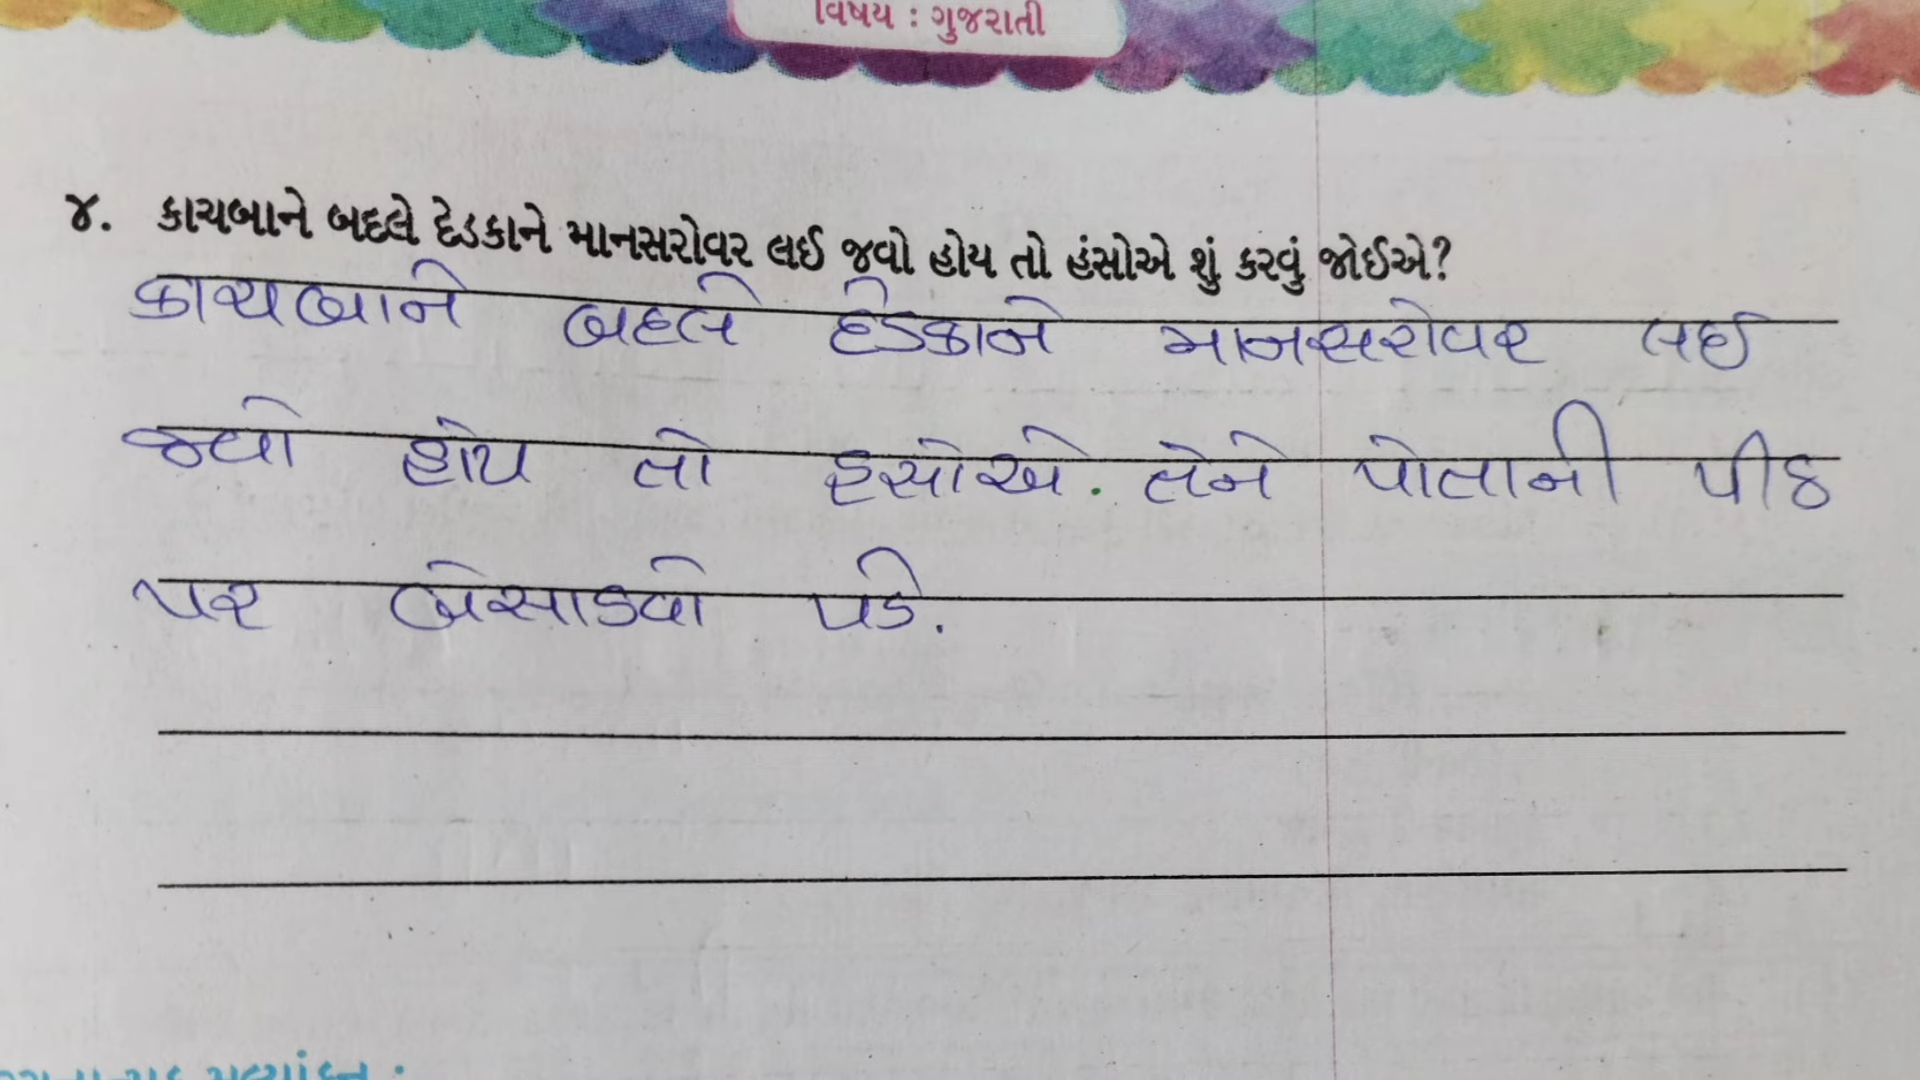 વિષય : ગુજરાતી
૪. કાચબાને બદલે દેડકાને માનસરોવર લઈ જવો હોય તો હંસોએ શું કરવું જોઈએ?
કાચબાને બદલે દેડકાને માનસરોવર લઈ
જવો હોય તો હસોએ. તેને પોતાની પીઠ
પર બેસાડવો પડે.